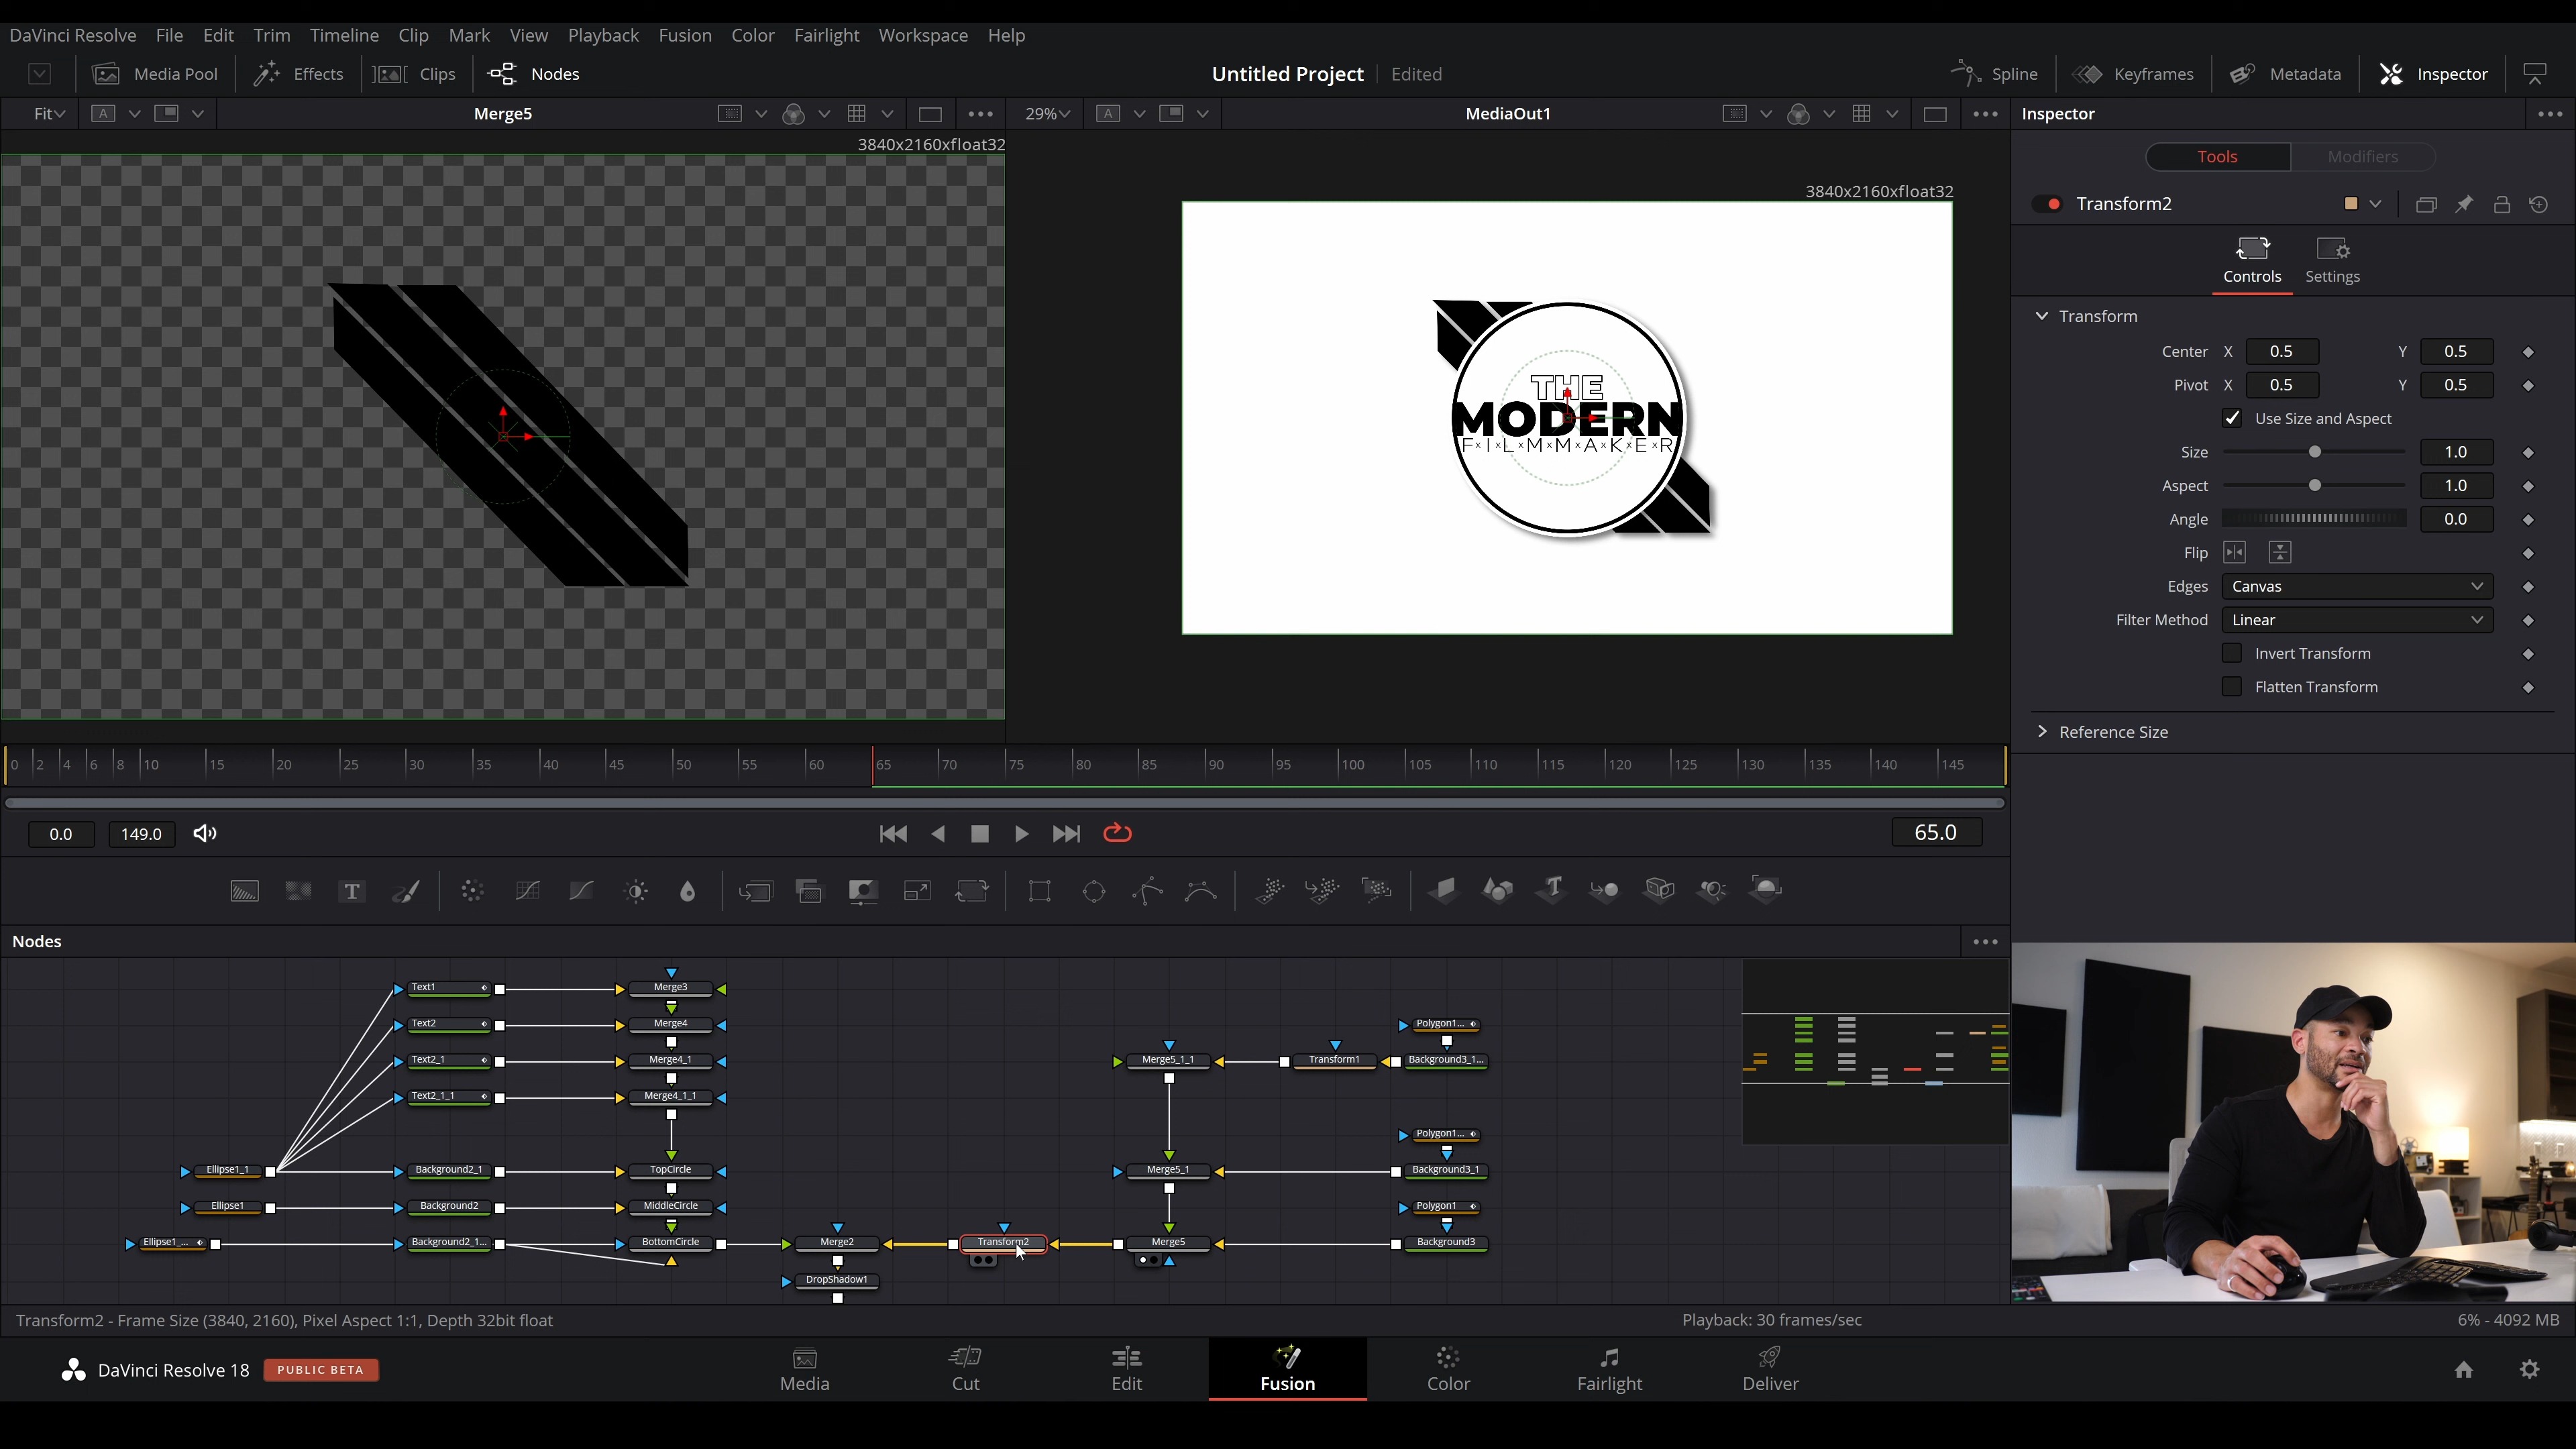 DaVinci Resolve File Edit Trim Timeline Clip Mark View Playback Fusion Color Fairlight Workspace Help
Media Pool Effects Clips Nodes Untitled Project Edited Spline Keyframes Metadata Inspector
Fit A Merge5 29% A MediaOut1 Inspector
3840x2160xfloat32
3840x2160xfloat32
THE
MODERN
F×I×L×M×M×A×K×E×R
Tools Modifiers
Transform2
Controls Settings
Transform
Center X 0.5 Y 0.5
Pivot X 0.5 Y 0.5
Use Size and Aspect
Size 1.0
Aspect 1.0
Angle 0.0
Flip
Edges Canvas
Filter Method Linear
Invert Transform
Flatten Transform
Reference Size
0 2 4 6 8 10 15 20 25 30 35 40 45 50 55 60 65 70 75 80 85 90 95 100 105 110 115 120 125 130 135 140 145
0.0 149.0 65.0
T T
Nodes
Text1 Merge3
Text2 Merge4 Polygon1...
Text2_1 Merge4_1 Merge5_1_1 Transform1 Background3_1...
Text2_1_1 Merge4_1_1
Polygon1...
Ellipse1_1 Background2_1 TopCircle Merge5_1 Background3_1
Ellipse1 Background2 MiddleCircle Polygon1
Ellipse1_... Background2_1... BottomCircle Merge2 Transform2 Merge5 Background3
DropShadow1
Transform2 - Frame Size (3840, 2160), Pixel Aspect 1:1, Depth 32bit float Playback: 30 frames/sec 6% - 4092 MB
DaVinci Resolve 18 PUBLIC BETA Media Cut Edit Fusion Color Fairlight Deliver